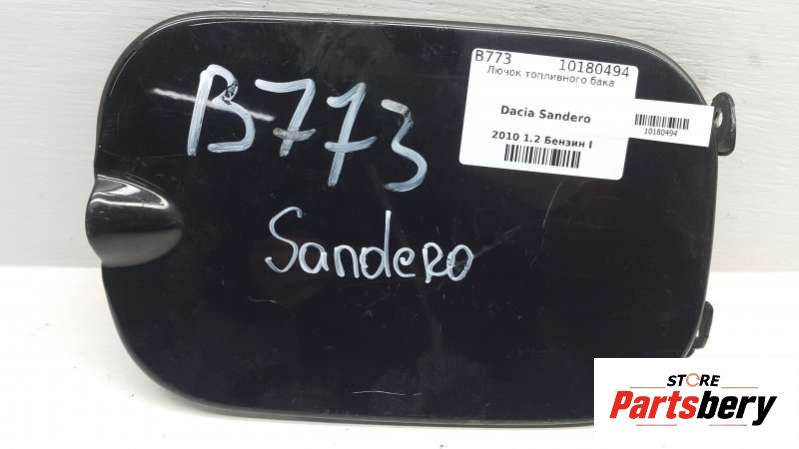 B773
Sandero
B773 10180494
Лючок топливного бака
Dacia Sandero
2010 1.2 Бензин I
10180494
STORE
Partsbery